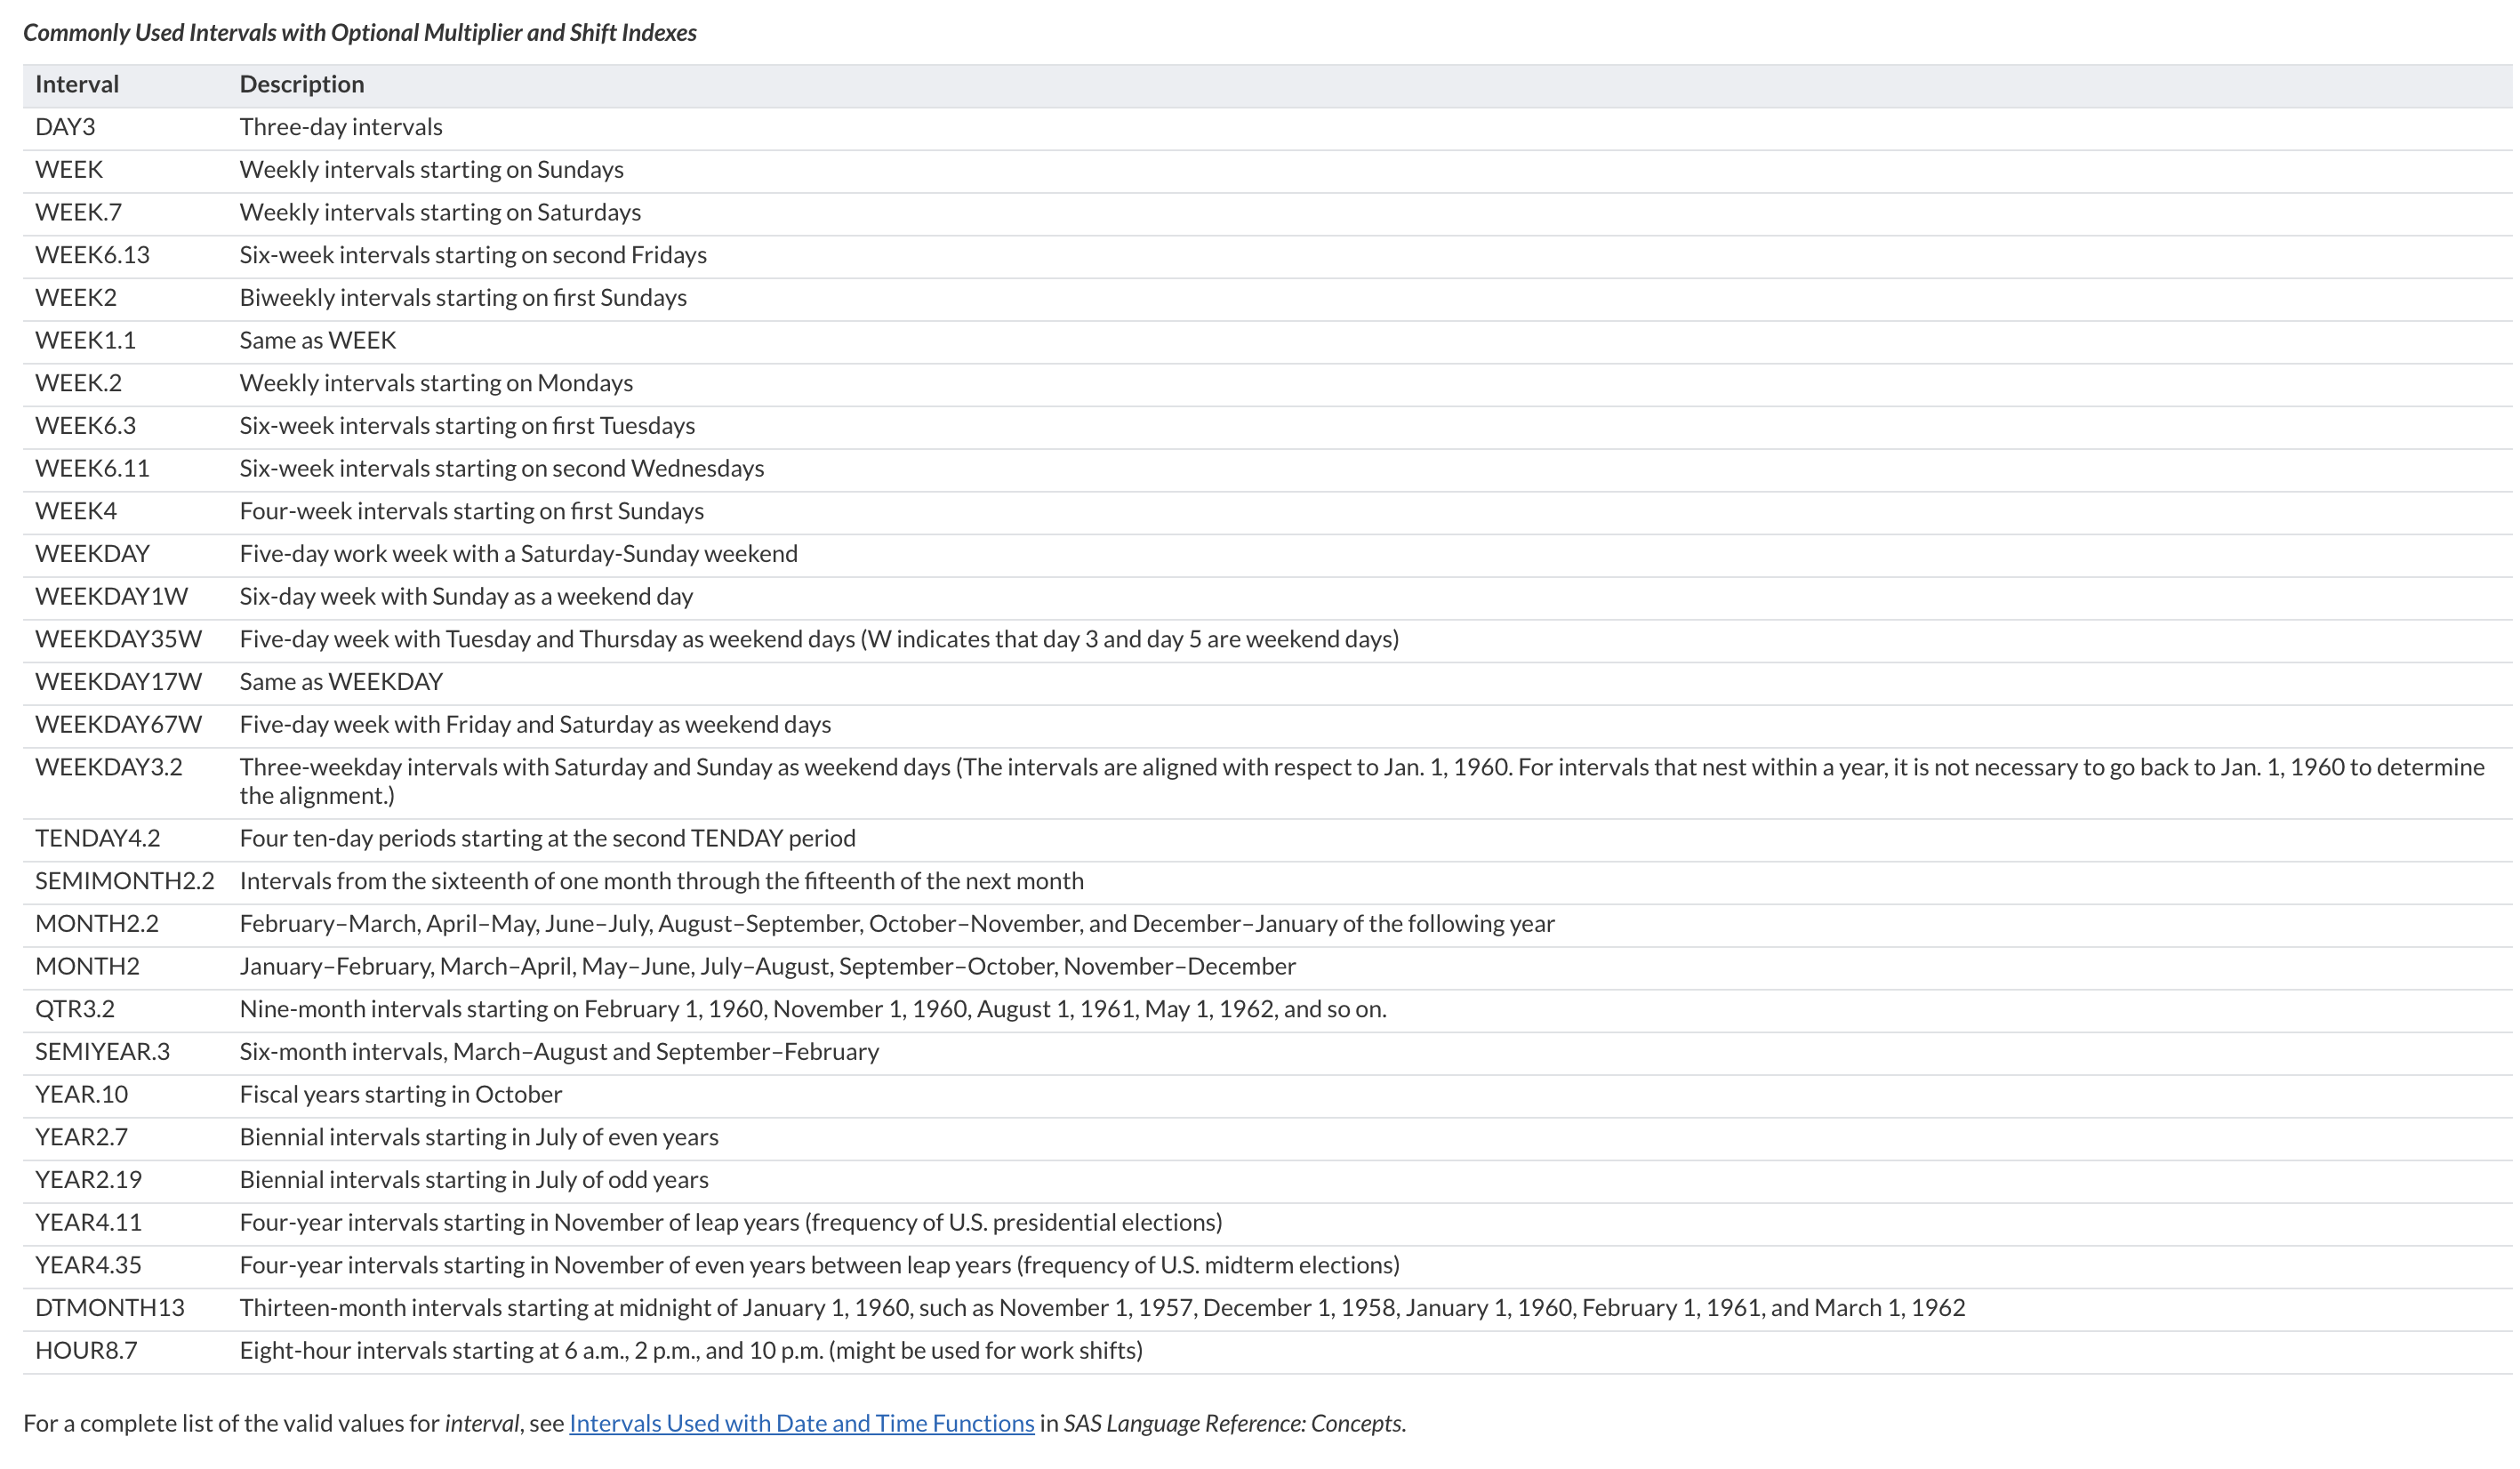 Commonly Used Intervals with Optional Multiplier and Shift Indexes
Interval Description
DAY3 Three-day intervals
WEEK Weekly intervals starting on Sundays
WEEK.7 Weekly intervals starting on Saturdays
WEEK6.13 Six-week intervals starting on second Fridays
WEEK2 Biweekly intervals starting on first Sundays
WEEK1.1 Same as WEEK
WEEK.2 Weekly intervals starting on Mondays
WEEK6.3 Six-week intervals starting on first Tuesdays
WEEK6.11 Six-week intervals starting on second Wednesdays
WEEK4 Four-week intervals starting on first Sundays
WEEKDAY Five-day work week with a Saturday-Sunday weekend
WEEKDAY1W Six-day week with Sunday as a weekend day
WEEKDAY35W Five-day week with Tuesday and Thursday as weekend days (W indicates that day 3 and day 5 are weekend days)
WEEKDAY17W Same as WEEKDAY
WEEKDAY67W Five-day week with Friday and Saturday as weekend days
WEEKDAY3.2 Three-weekday intervals with Saturday and Sunday as weekend days (The intervals are aligned with respect to Jan. 1, 1960. For intervals that nest within a year, it is not necessary to go back to Jan. 1, 1960 to determine
the alignment.)
TENDAY4.2 Four ten-day periods starting at the second TENDAY period
SEMIMONTH2.2 Intervals from the sixteenth of one month through the fifteenth of the next month
MONTH2.2 February–March, April–May, June–July, August–September, October–November, and December–January of the following year
MONTH2 January–February, March–April, May–June, July–August, September–October, November–December
QTR3.2 Nine-month intervals starting on February 1, 1960, November 1, 1960, August 1, 1961, May 1, 1962, and so on.
SEMIYEAR.3 Six-month intervals, March–August and September–February
YEAR.10 Fiscal years starting in October
YEAR2.7 Biennial intervals starting in July of even years
YEAR2.19 Biennial intervals starting in July of odd years
YEAR4.11 Four-year intervals starting in November of leap years (frequency of U.S. presidential elections)
YEAR4.35 Four-year intervals starting in November of even years between leap years (frequency of U.S. midterm elections)
DTMONTH13 Thirteen-month intervals starting at midnight of January 1, 1960, such as November 1, 1957, December 1, 1958, January 1, 1960, February 1, 1961, and March 1, 1962
HOUR8.7 Eight-hour intervals starting at 6 a.m., 2 p.m., and 10 p.m. (might be used for work shifts)
For a complete list of the valid values for interval, see Intervals Used with Date and Time Functions in SAS Language Reference: Concepts.